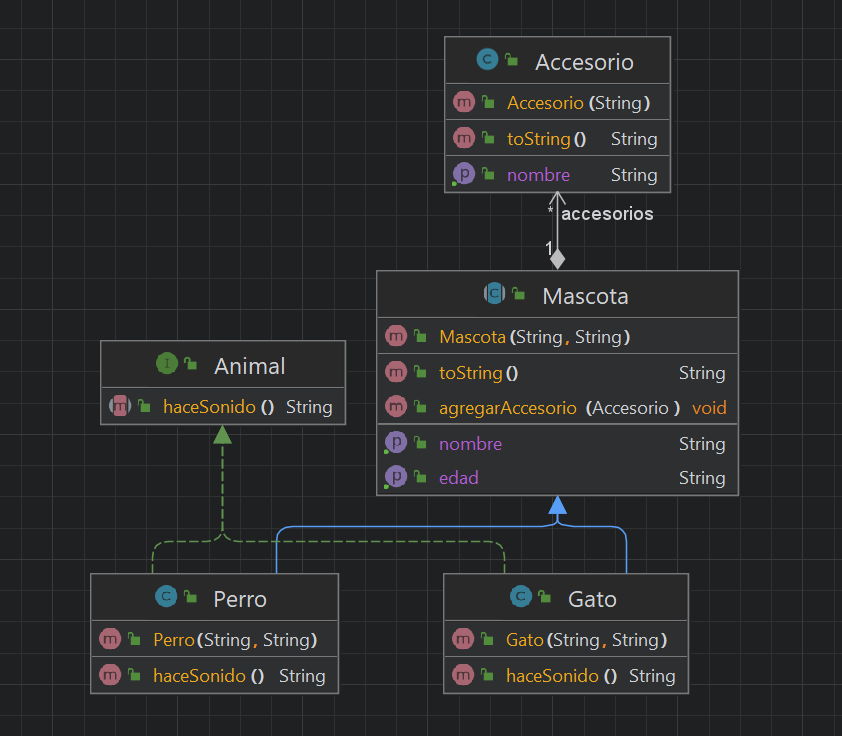 Accesorio
Accesorio (String)
toString () String
nombre String
* accesorios
1
Mascota
Mascota (String, String)
toString () String
agregarAccesorio (Accesorio ) void
nombre String
edad String
Animal
haceSonido () String
Perro
Perro (String, String)
haceSonido () String
Gato
Gato (String, String)
haceSonido () String